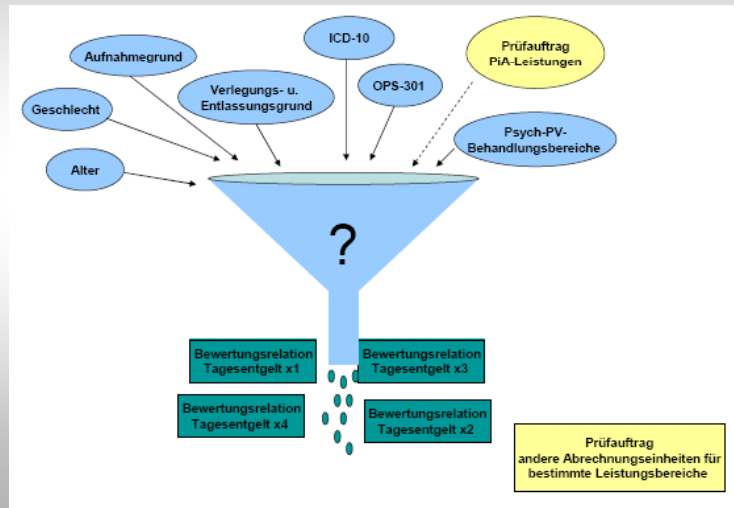 ICD-10
Prüfauftrag
PiA-Leistungen
Aufnahmegrund
Verlegungs- u.
Entlassungsgrund
OPS-301
Geschlecht
Psych-PV-
Behandlungsbereiche
Alter
?
Bewertungsrelation
Tagesentgelt x1
Bewertungsrelation
Tagesentgelt x3
Bewertungsrelation
Tagesentgelt x4
Bewertungsrelation
Tagesentgelt x2
Prüfauftrag
andere Abrechnungseinheiten für
bestimmte Leistungsbereiche